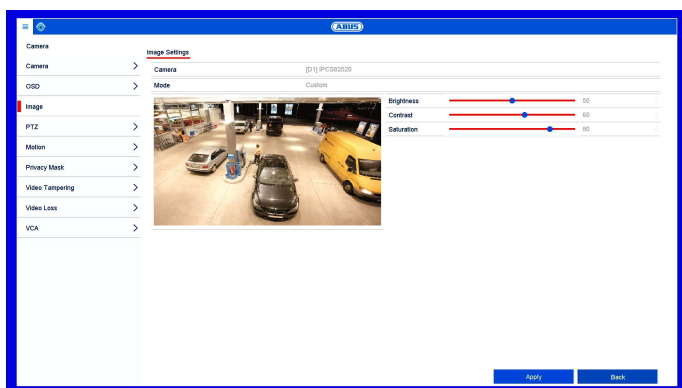 ABUS
Camera
Camera
OSD
Image
PTZ
Motion
Privacy Mask
Video Tampering
Video Loss
VCA
Image Settings
Camera [D1] IPCS82520
Mode Custom
Brightness 50
Contrast 60
Saturation 80
Apply Back